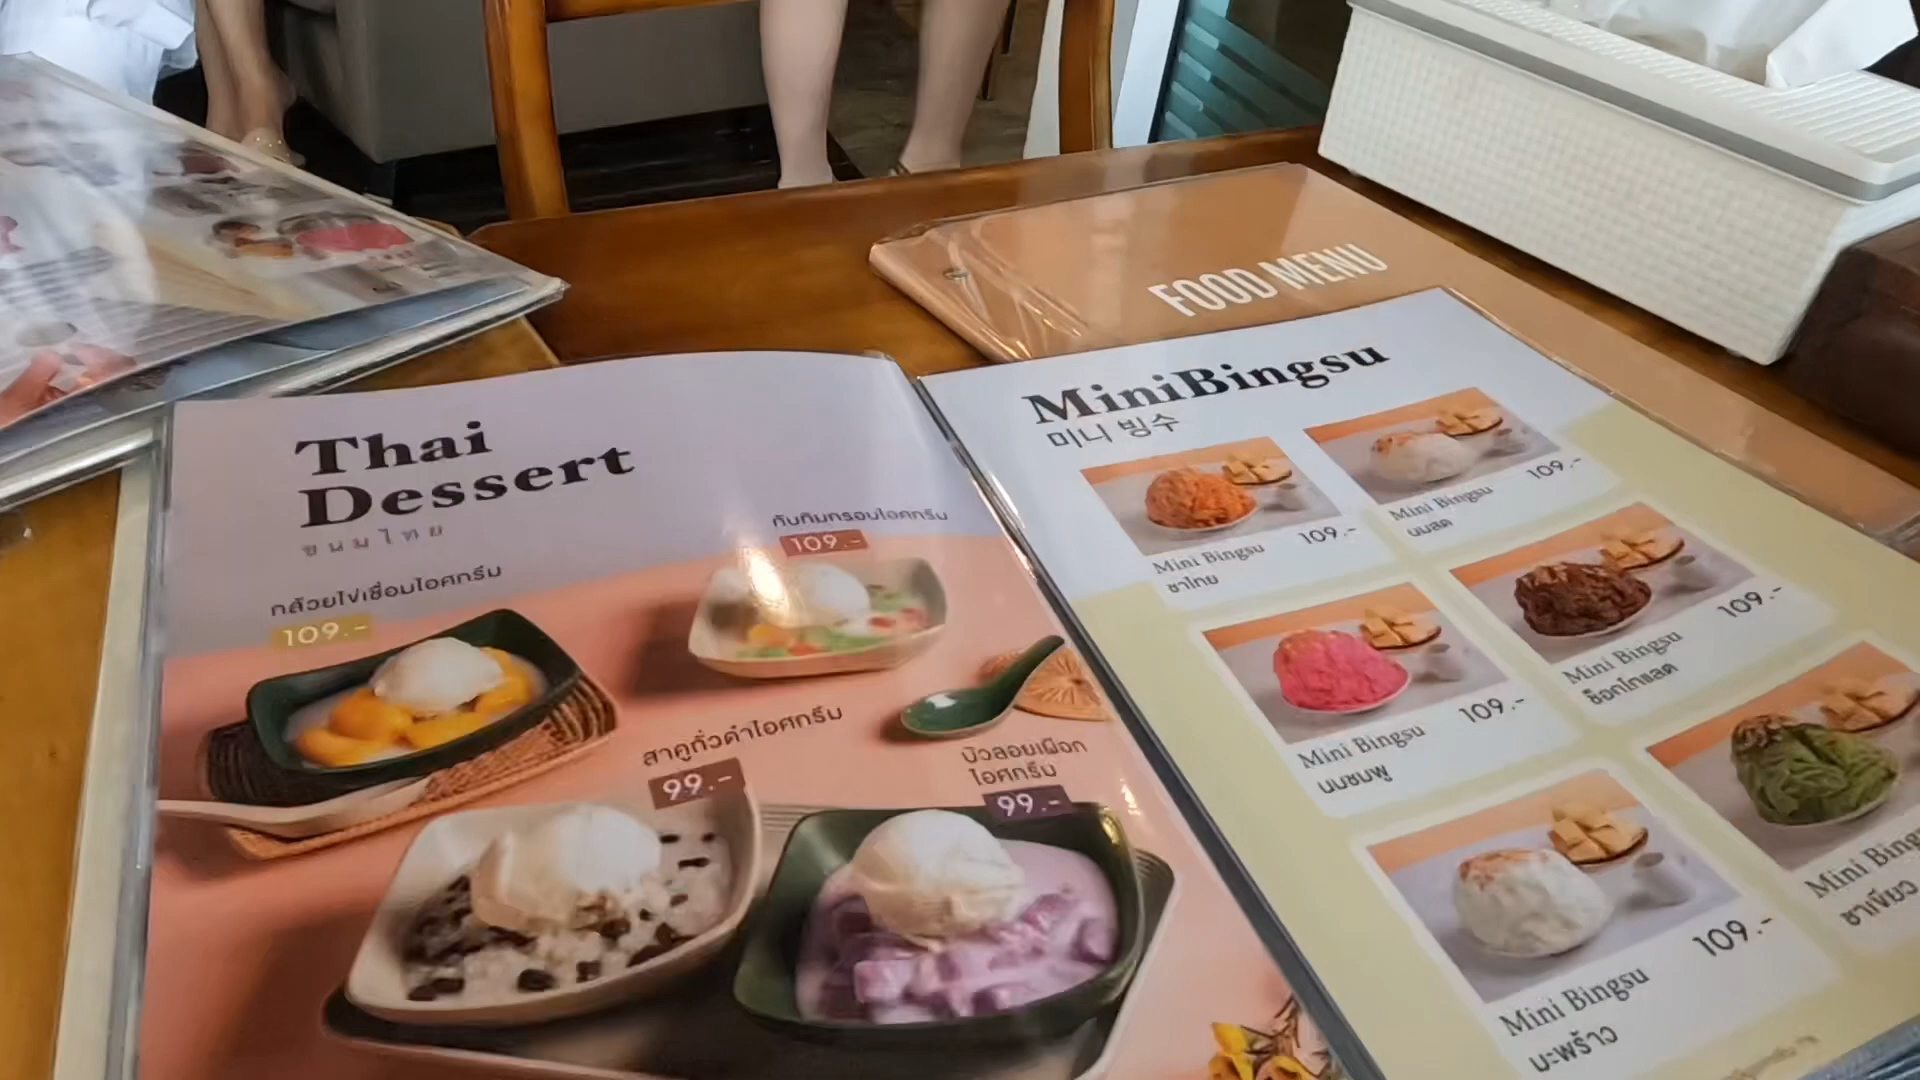 FOOD MENU
Thai
Dessert
ขนมไทย
กล้วยไข่เชื่อมไอศกรีม
109.-
ทับทิมกรอบไอศกรีม
109.-
สาคูถั่วดำไอศกรีม
99.-
บัวลอยเผือก
ไอศกรีม
99.-
MiniBingsu
미니 빙수
Mini Bingsu 109.-
ชาไทย
Mini Bingsu 109.-
นมสด
Mini Bingsu 109.-
นมชมพู
Mini Bingsu 109.-
ช็อกโกแลต
Mini Bingsu 109.-
มะพร้าว
Mini Bingsu
ชาเขียว